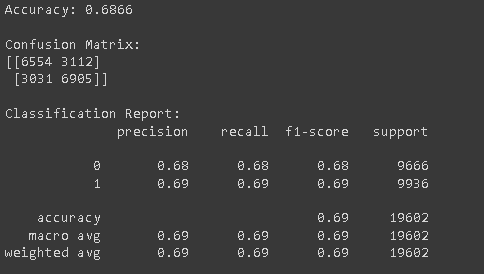 Accuracy: 0.6866
Confusion Matrix:
[[6554 3112]
[3031 6905]]
Classification Report:
precision recall f1-score support
0 0.68 0.68 0.68 9666
1 0.69 0.69 0.69 9936
accuracy 0.69 19602
macro avg 0.69 0.69 0.69 19602
weighted avg 0.69 0.69 0.69 19602